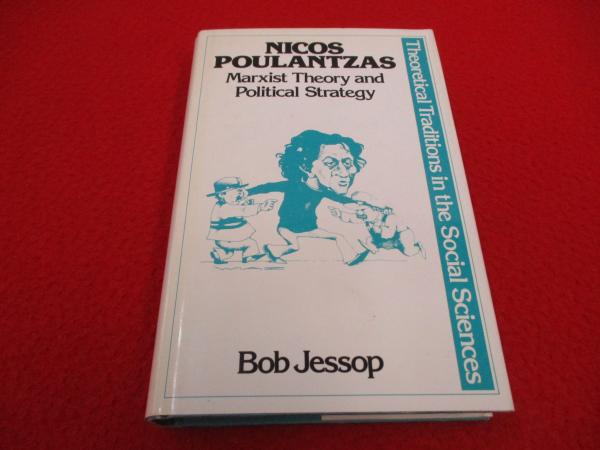 NICOS
POULANTZAS
Marxist Theory and
Political Strategy
Theoretical Traditions in the Social Sciences
Bob Jessop